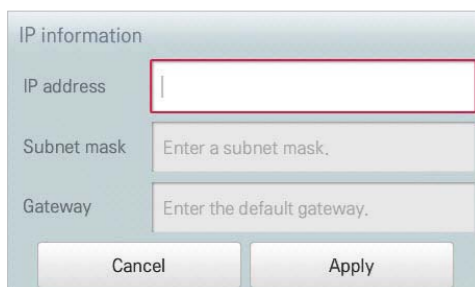 IP information
IP address
Subnet mask Enter a subnet mask.
Gateway Enter the default gateway.
Cancel Apply